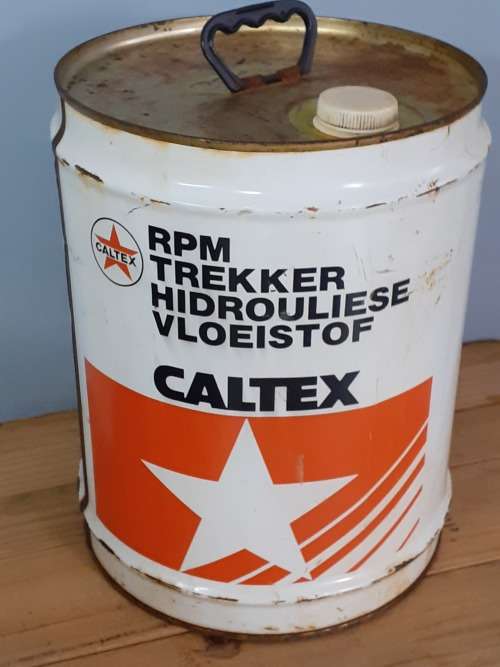 CALTEX
RPM
TREKKER
HIDROULIESE
VLOEISTOF
CALTEX